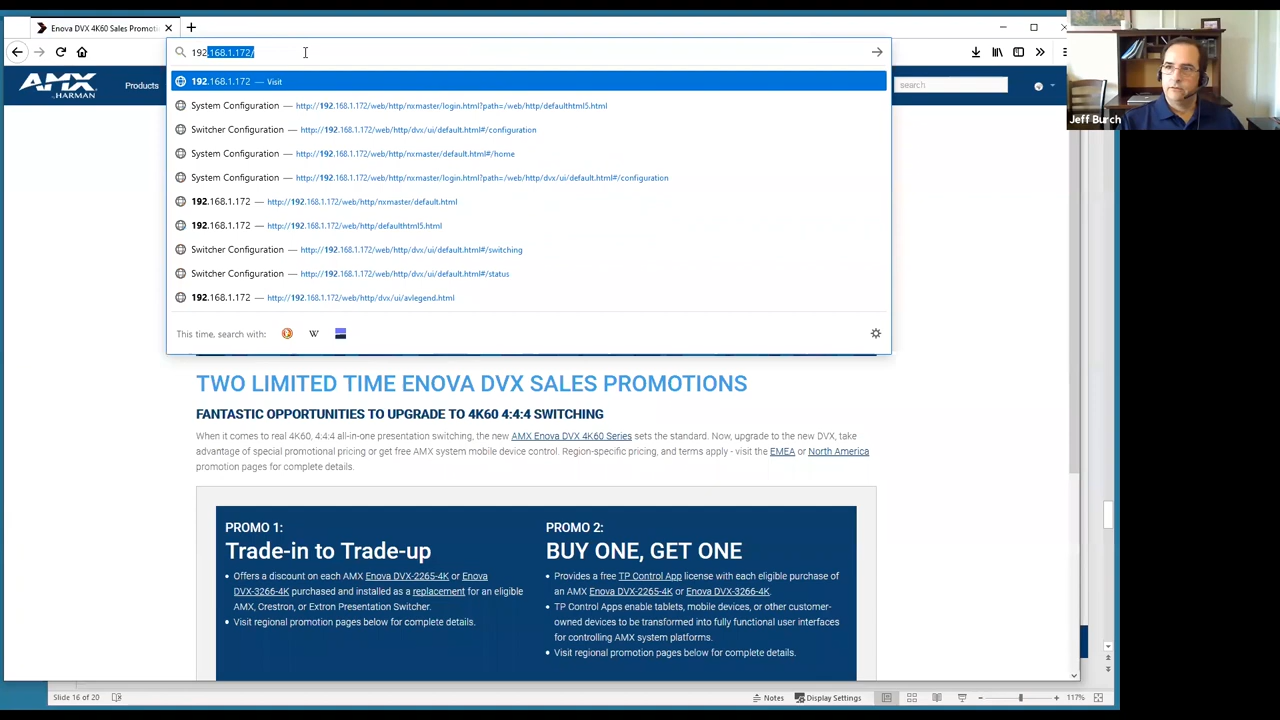 Enova DVX 4K60 Sales Promoti
192.168.1.172/
AMX
by HARMAN
Products
search
192.168.1.172 — Visit
System Configuration — http://192.168.1.172/web/http/nxmaster/login.html?path=/web/http/defaulthtml5.html
Switcher Configuration — http://192.168.1.172/web/http/dvx/ui/default.html#/configuration
System Configuration — http://192.168.1.172/web/http/nxmaster/default.html#/home
System Configuration — http://192.168.1.172/web/http/nxmaster/login.html?path=/web/http/dvx/ui/default.html#/configuration
192.168.1.172 — http://192.168.1.172/web/http/nxmaster/default.html
192.168.1.172 — http://192.168.1.172/web/http/defaulthtml5.html
Switcher Configuration — http://192.168.1.172/web/http/dvx/ui/default.html#/switching
Switcher Configuration — http://192.168.1.172/web/http/dvx/ui/default.html#/status
192.168.1.172 — http://192.168.1.172/web/http/dvx/ui/avlegend.html
This time, search with: W
Jeff Burch
TWO LIMITED TIME ENOVA DVX SALES PROMOTIONS
FANTASTIC OPPORTUNITIES TO UPGRADE TO 4K60 4:4:4 SWITCHING
When it comes to real 4K60, 4:4:4 all-in-one presentation switching, the new AMX Enova DVX 4K60 Series sets the standard. Now, upgrade to the new DVX, take
advantage of special promotional pricing or get free AMX system mobile device control. Region-specific pricing, and terms apply - visit the EMEA or North America
promotion pages for complete details.
PROMO 1:
Trade-in to Trade-up
• Offers a discount on each AMX Enova DVX-2265-4K or Enova
DVX-3266-4K purchased and installed as a replacement for an eligible
AMX, Crestron, or Extron Presentation Switcher.
• Visit regional promotion pages below for complete details.
PROMO 2:
BUY ONE, GET ONE
• Provides a free TP Control App license with each eligible purchase of
an AMX Enova DVX-2265-4K or Enova DVX-3266-4K.
• TP Control Apps enable tablets, mobile devices, or other customer-
owned devices to be transformed into fully functional user interfaces
for controlling AMX system platforms.
• Visit regional promotion pages below for complete details.
Slide 16 of 20
Notes
Display Settings
117%